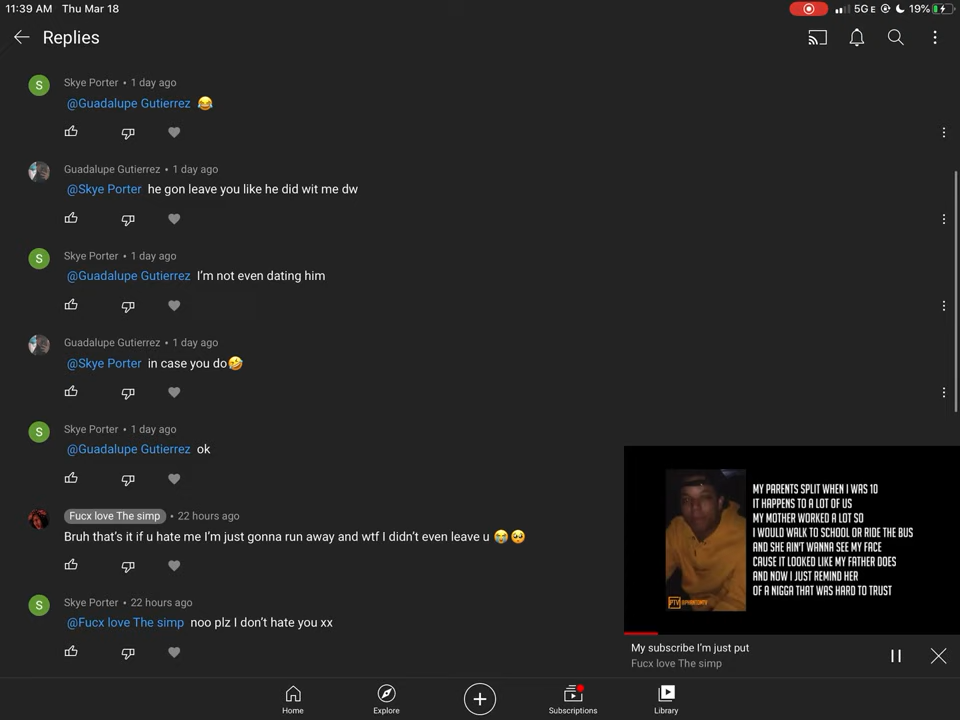 11:39 AM Thu Mar 18
5G E 19%
Replies
S
Skye Porter • 1 day ago
@Guadalupe Gutierrez 😂
Guadalupe Gutierrez • 1 day ago
@Skye Porter he gon leave you like he did wit me dw
S
Skye Porter • 1 day ago
@Guadalupe Gutierrez I'm not even dating him
Guadalupe Gutierrez • 1 day ago
@Skye Porter in case you do🤣
S
Skye Porter • 1 day ago
@Guadalupe Gutierrez ok
Fucx love The simp • 22 hours ago
Bruh that's it if u hate me I'm just gonna run away and wtf I didn't even leave u 😭🥺
S
Skye Porter • 22 hours ago
@Fucx love The simp noo plz I don't hate you xx
MY PARENTS SPLIT WHEN I WAS 10
IT HAPPENS TO A LOT OF US
MY MOTHER WORKED A LOT SO
I WOULD WALK TO SCHOOL OR RIDE THE BUS
AND SHE AIN'T WANNA SEE MY FACE
CAUSE IT LOOKED LIKE MY FATHER DOES
AND NOW I JUST REMIND HER
OF A NIGGA THAT WAS HARD TO TRUST
PTV
My subscribe I'm just put
Fucx love The simp
Home
Explore
Subscriptions
Library